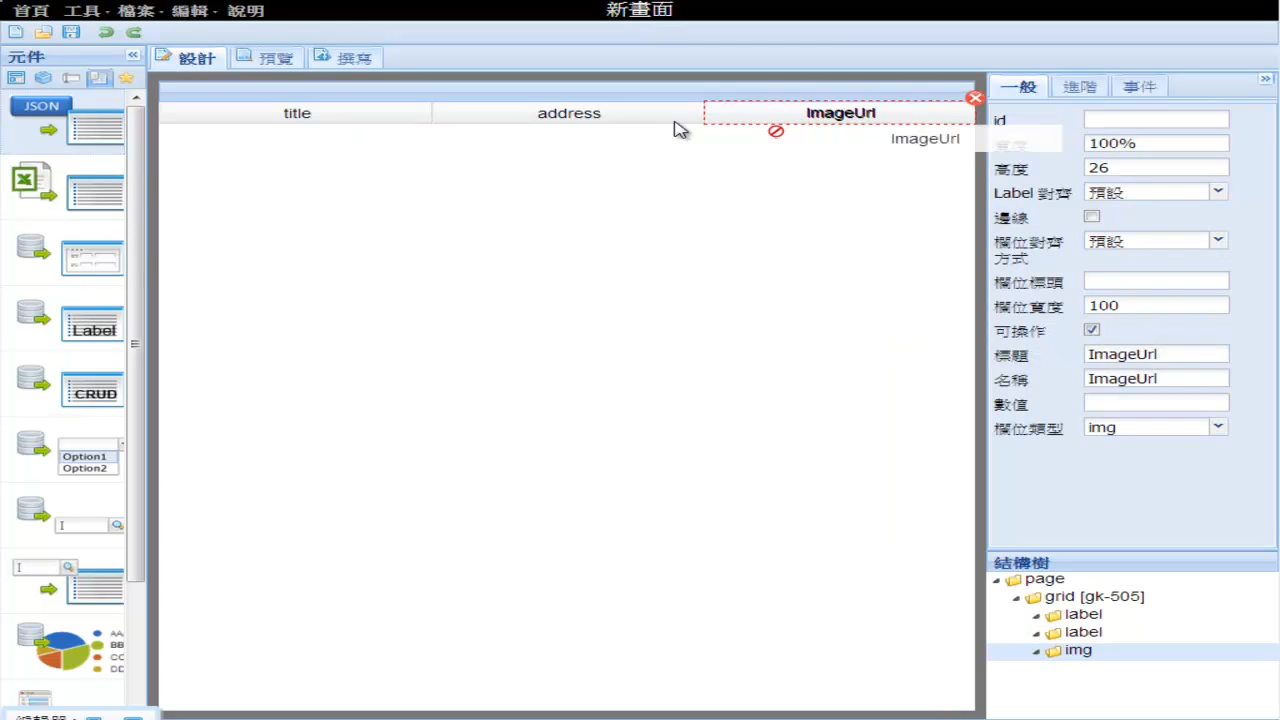 首頁 工具 檔案 編輯 說明
新畫面
元件
設計
預覽
撰寫
一般
進階
事件
JSON
Label
CRUD
Option1
Option2
AA
BB
DD
title
address
ImageUrl
ImageUrl
id
100%
高度
26
Label 對齊
預設
邊線
欄位對齊
方式
預設
欄位標頭
欄位寬度
100
可操作
標題
ImageUrl
名稱
ImageUrl
數值
欄位類型
img
結構樹
page
grid [gk-505]
label
label
img